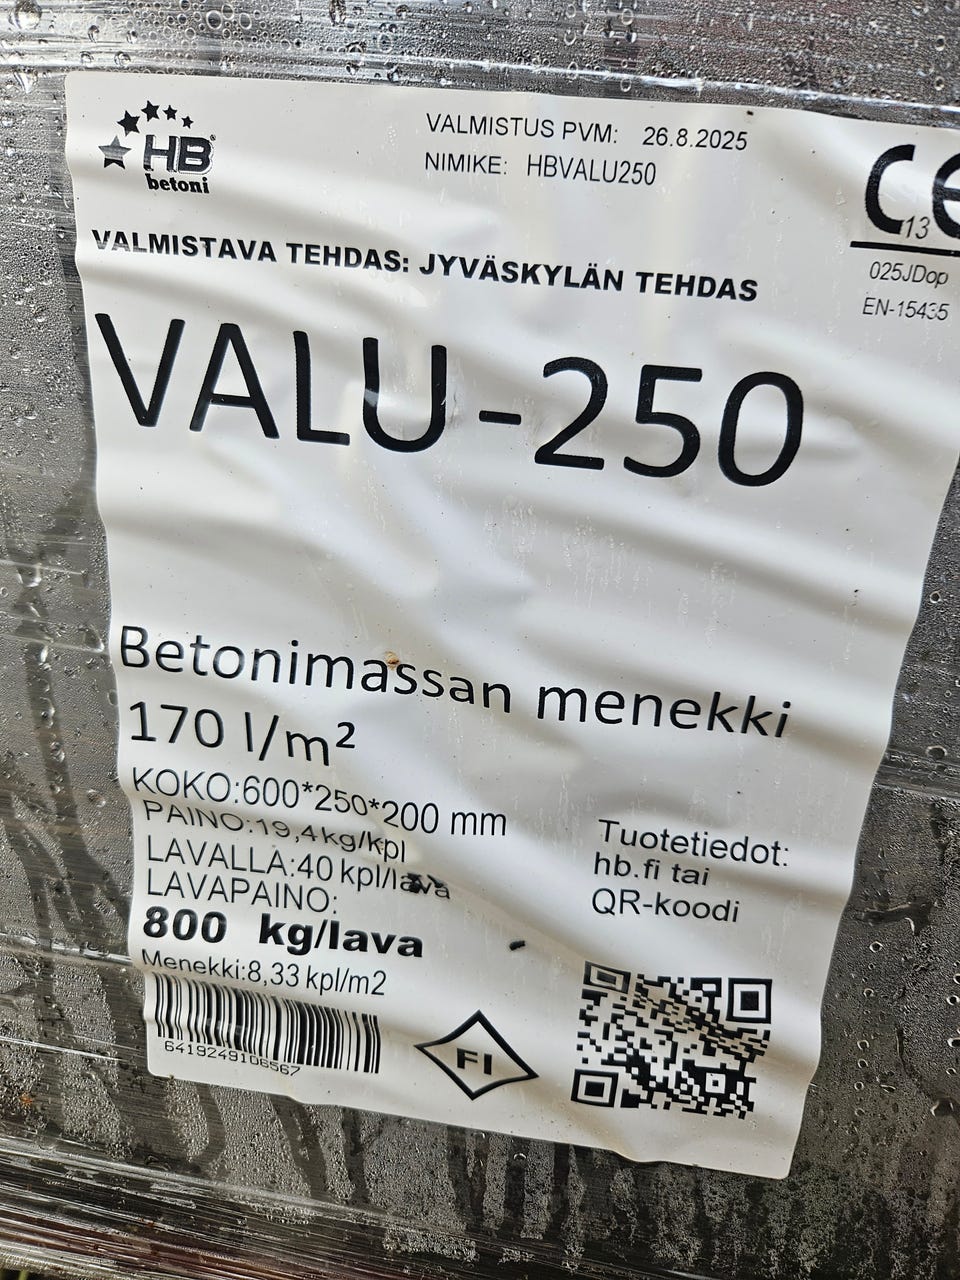 HB
betoni
VALMISTUS PVM: 26.8.2025
NIMIKE: HBVALU250
CE
13
025JDop
EN-15435
VALMISTAVA TEHDAS: JYVÄSKYLÄN TEHDAS
VALU-250
Betonimassan menekki
170 l/m²
KOKO:600*250*200 mm
PAINO:19,4kg/kpl
LAVALLA:40 kpl/lava
LAVAPAINO:
800 kg/lava
Menekki:8,33 kpl/m2
6419249106567
Tuotetiedot:
hb.fi tai
QR-koodi
FI